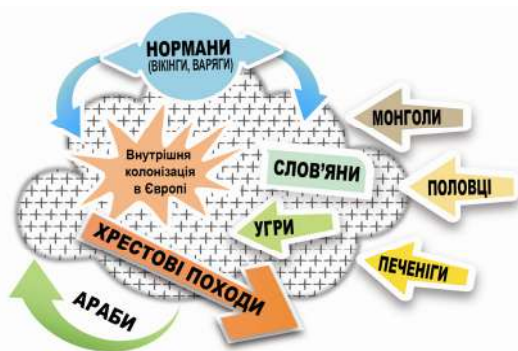 НОРМАНИ
(ВІКІНГИ, ВАРЯГИ)
МОНГОЛИ
Внутрішня
колонізація
в Європі
СЛОВ'ЯНИ
ПОЛОВЦІ
УГРИ
ХРЕСТОВІ ПОХОДИ
ПЕЧЕНІГИ
АРАБИ